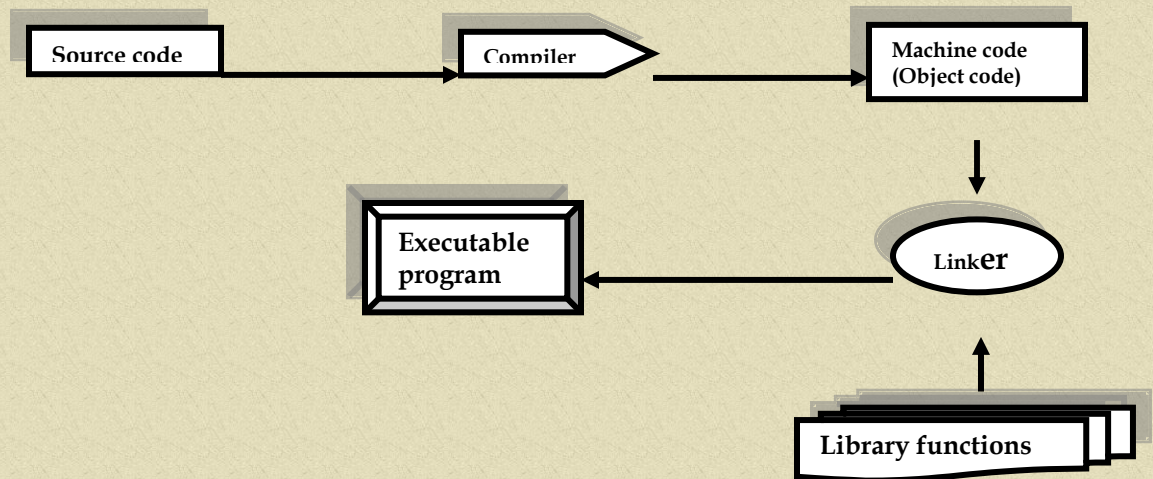 Source code
Compiler
Machine code
(Object code)
Executable
program
Linker
Library functions